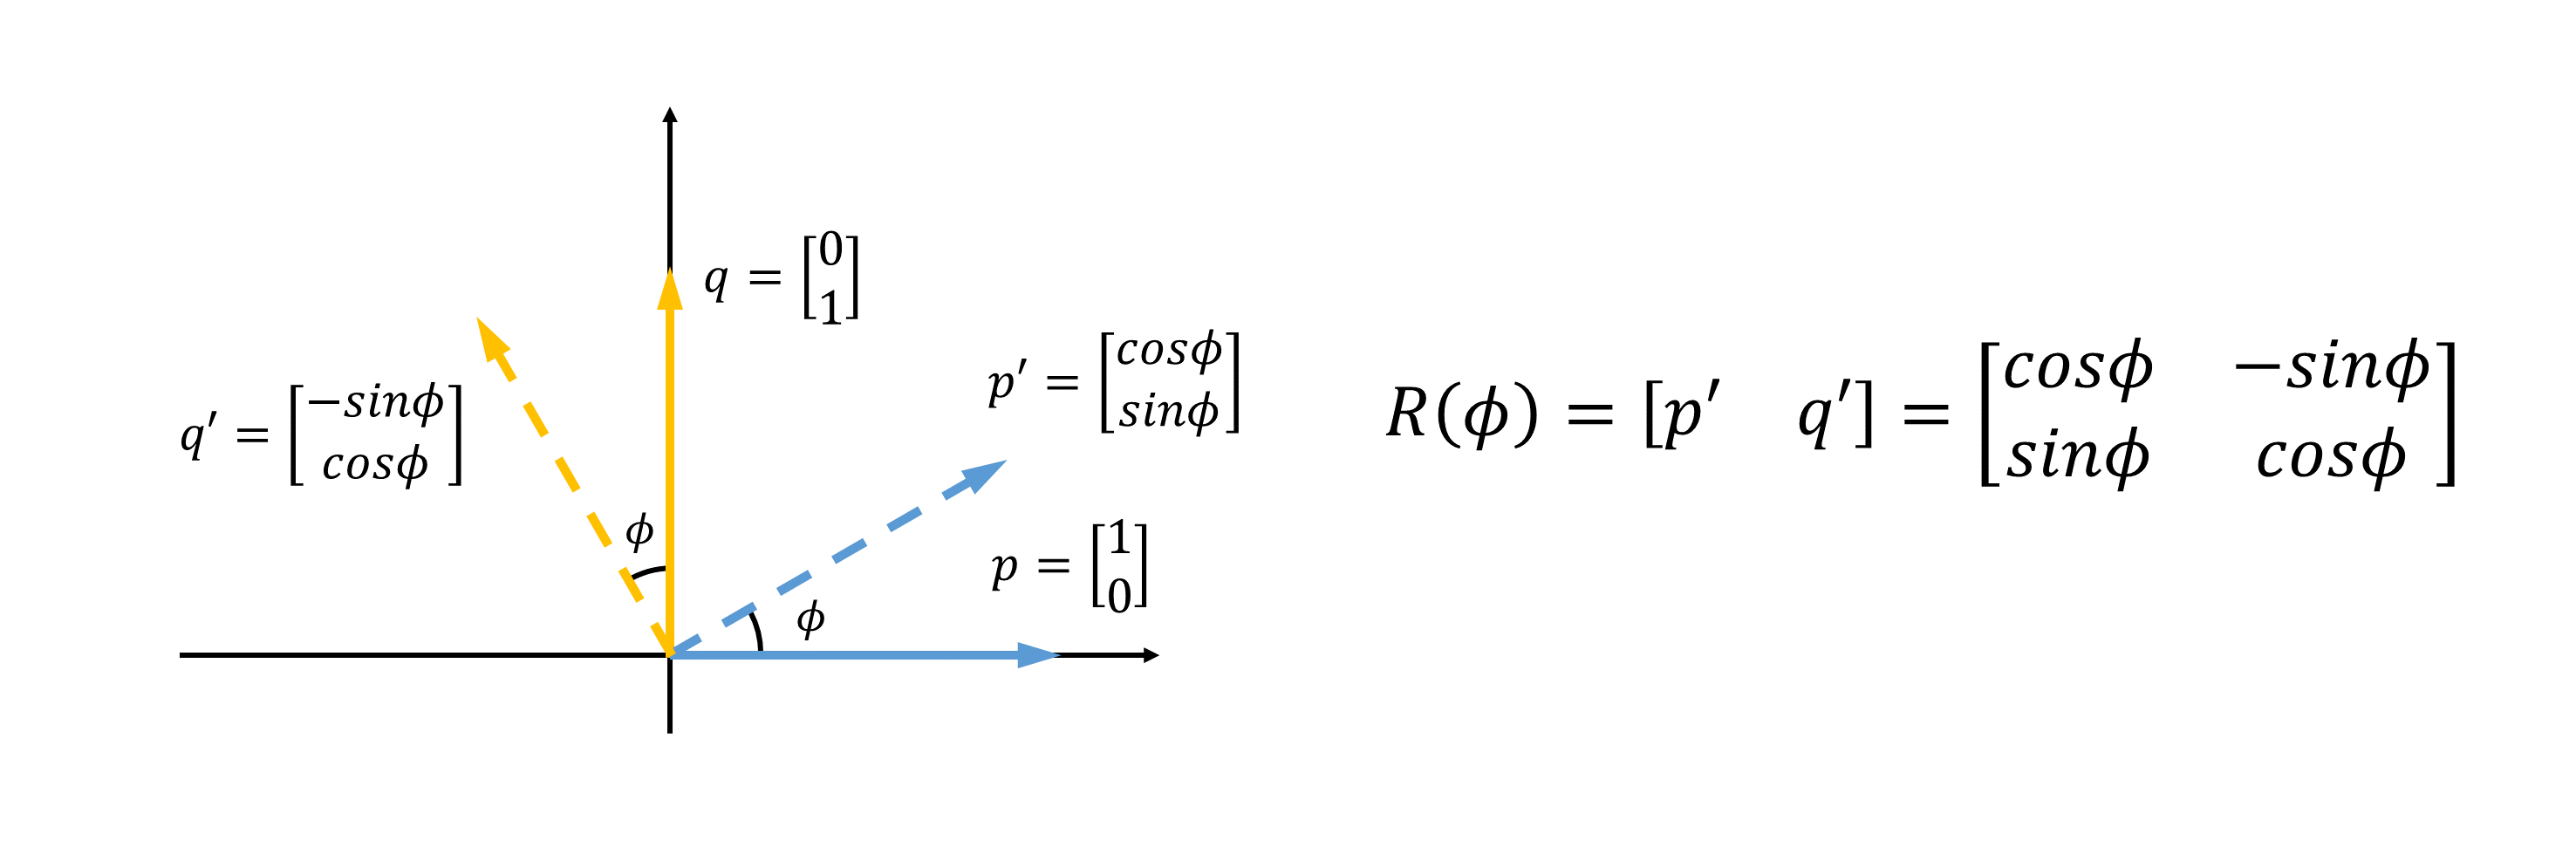 q = [0 1]
p′ = [cosϕ sinϕ]
q′ = [−sinϕ cosϕ]
ϕ
p = [1 0]
ϕ
R(ϕ) = [p′ q′] = [cosϕ −sinϕ sinϕ cosϕ]